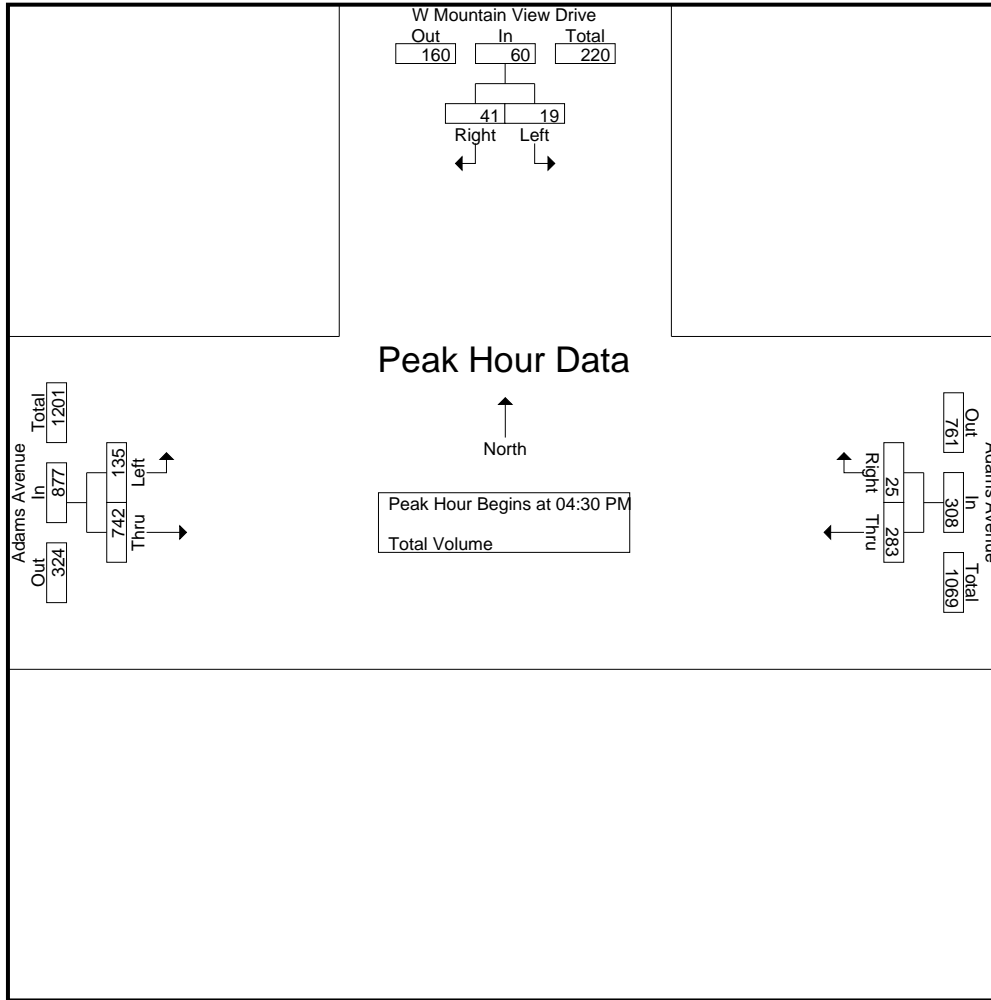 W Mountain View Drive
Out In Total
160 60 220
41 19
Right Left
Peak Hour Data
North
Peak Hour Begins at 04:30 PM
Total Volume
Adams Avenue
Total In Out
1201 877 324
135 742
Left Thru
Adams Avenue
Out In Total
761 308 1069
25 283
Right Thru